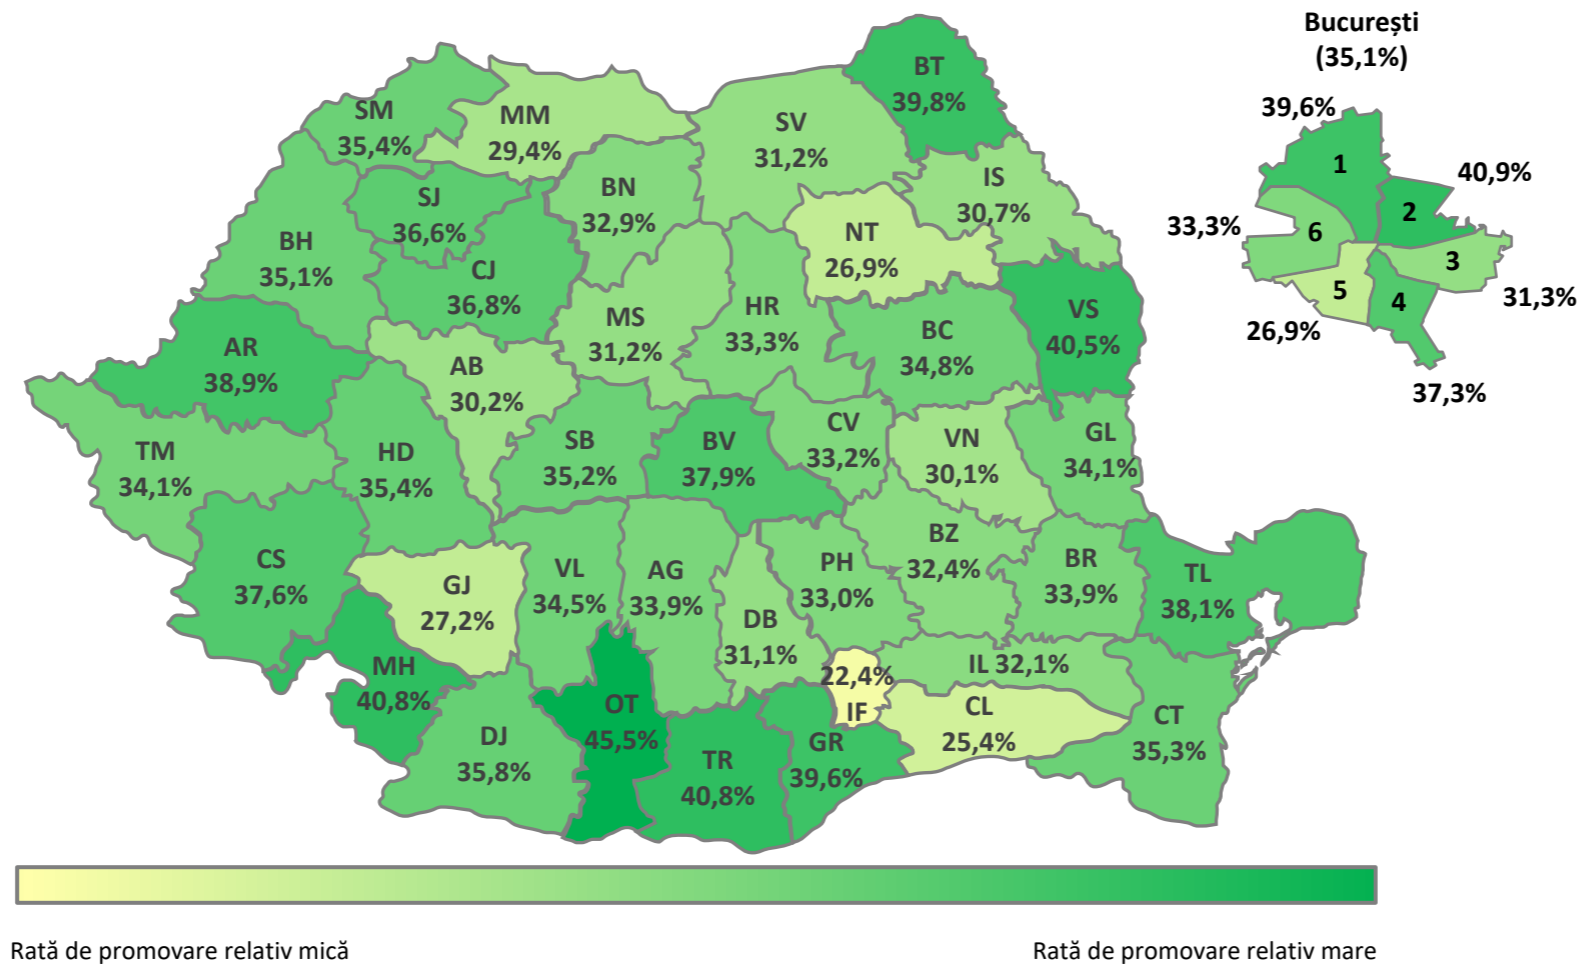 București
(35,1%)
39,6%
1
40,9%
2
33,3%
6
3
31,3%
5
26,9%
4
37,3%
BT
39,8%
SM
35,4%
MM
29,4%
SV
31,2%
IS
30,7%
BN
32,9%
SJ
36,6%
NT
26,9%
BH
35,1%
CJ
36,8%
MS
31,2%
HR
33,3%
BC
34,8%
VS
40,5%
AR
38,9%
AB
30,2%
TM
34,1%
HD
35,4%
SB
35,2%
BV
37,9%
CV
33,2%
VN
30,1%
GL
34,1%
CS
37,6%
GJ
27,2%
VL
34,5%
AG
33,9%
DB
31,1%
PH
33,0%
BZ
32,4%
BR
33,9%
TL
38,1%
MH
40,8%
DJ
35,8%
OT
45,5%
TR
40,8%
GR
39,6%
22,4%
IF
IL 32,1%
CL
25,4%
CT
35,3%
Rată de promovare relativ mică
Rată de promovare relativ mare